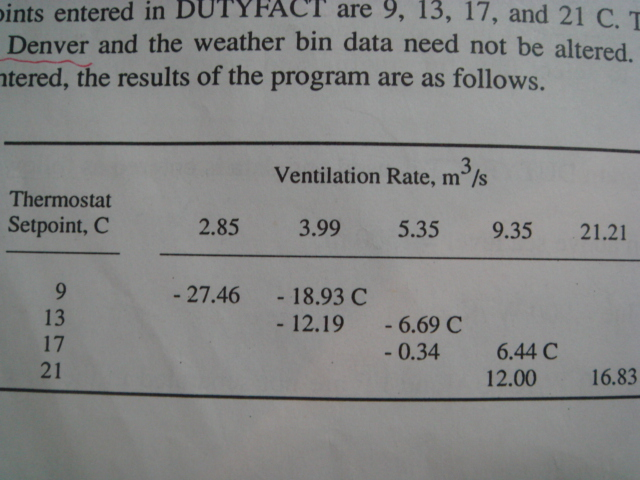 entered in DUTYFACT are 9, 13, 17, and 21 C.
Denver and the weather bin data need not be altered.
the results of the program are as follows.
Ventilation Rate, m³/s
Thermostat
Setpoint, C 2.85 3.99 5.35 9.35 21.21
9 - 27.46 - 18.93 C
13 - 12.19 - 6.69 C
17 - 0.34 6.44 C
21 12.00 16.83